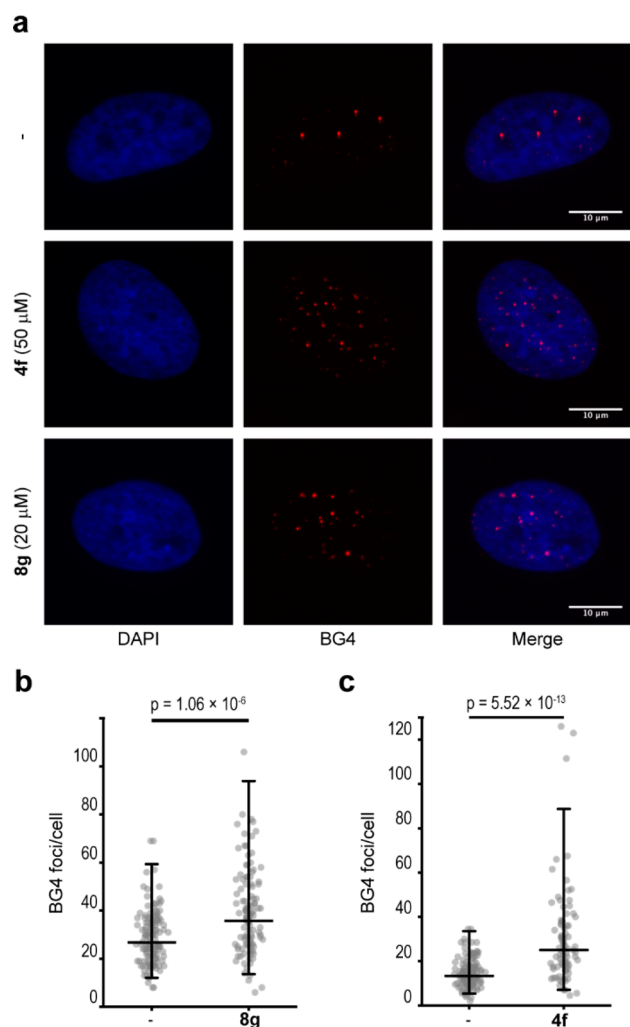 a
-
10 µm
4f (50 µM)
10 µm
8g (20 µM)
10 µm
DAPI BG4 Merge
b
p = 1.06 × 10-6
BG4 foci/cell
100
80
60
40
20
0
- 8g
c
p = 5.52 × 10-13
BG4 foci/cell
120
100
80
60
40
20
0
- 4f